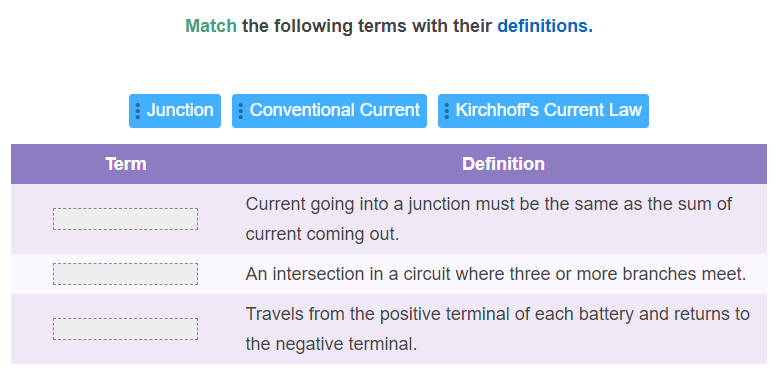 Match the following terms with their definitions.
Junction
Conventional Current
Kirchhoff's Current Law
Term Definition
Current going into a junction must be the same as the sum of
current coming out.
An intersection in a circuit where three or more branches meet.
Travels from the positive terminal of each battery and returns to
the negative terminal.